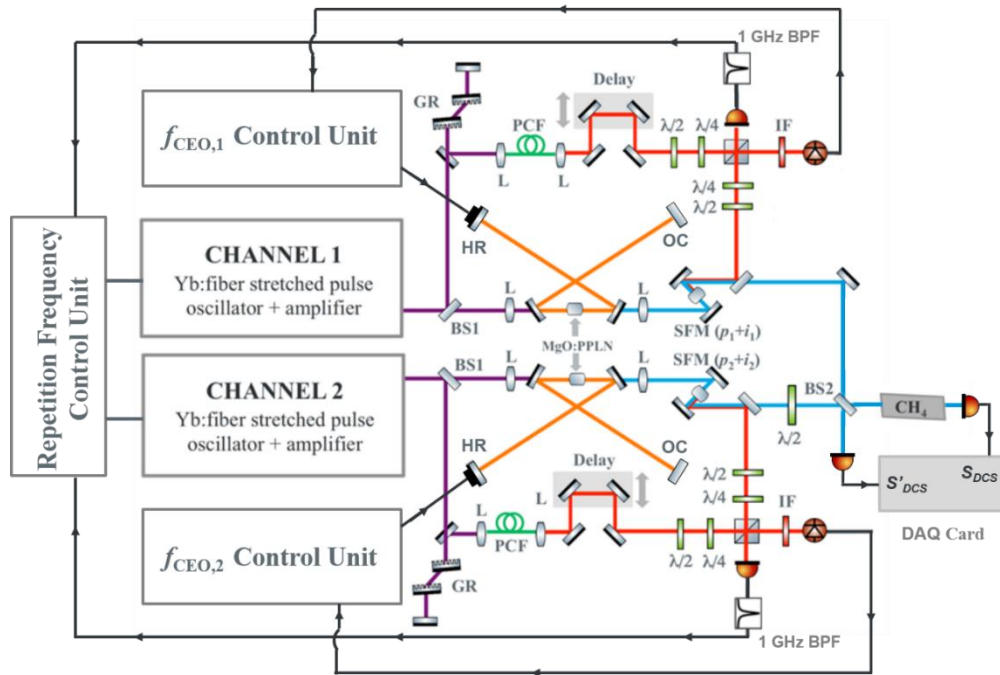 1 GHz BPF
Delay
GR
PCF
λ/2
λ/4
IF
f_CEO,1 Control Unit
L
L
λ/4
λ/2
HR
OC
Repetition Frequency
Control Unit
CHANNEL 1
Yb:fiber stretched pulse
oscillator + amplifier
L
L
BS1
SFM (p₁+i₁)
MgO:PPLN
SFM (p₂+i₂)
CHANNEL 2
Yb:fiber stretched pulse
oscillator + amplifier
BS1
L
L
BS2
CH₄
λ/2
HR
OC
S'DCS
SDCS
DAQ Card
Delay
λ/2
λ/4
L
L
IF
f_CEO,2 Control Unit
PCF
λ/2
λ/4
GR
1 GHz BPF